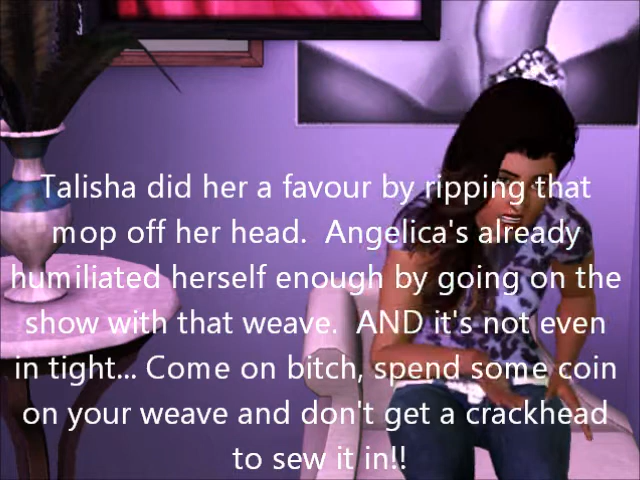 Talisha did her a favour by ripping that
mop off her head.  Angelica's already
humiliated herself enough by going on the
show with that weave.  AND it's not even
in tight... Come on bitch, spend some coin
on your weave and don't get a crackhead
to sew it in!!